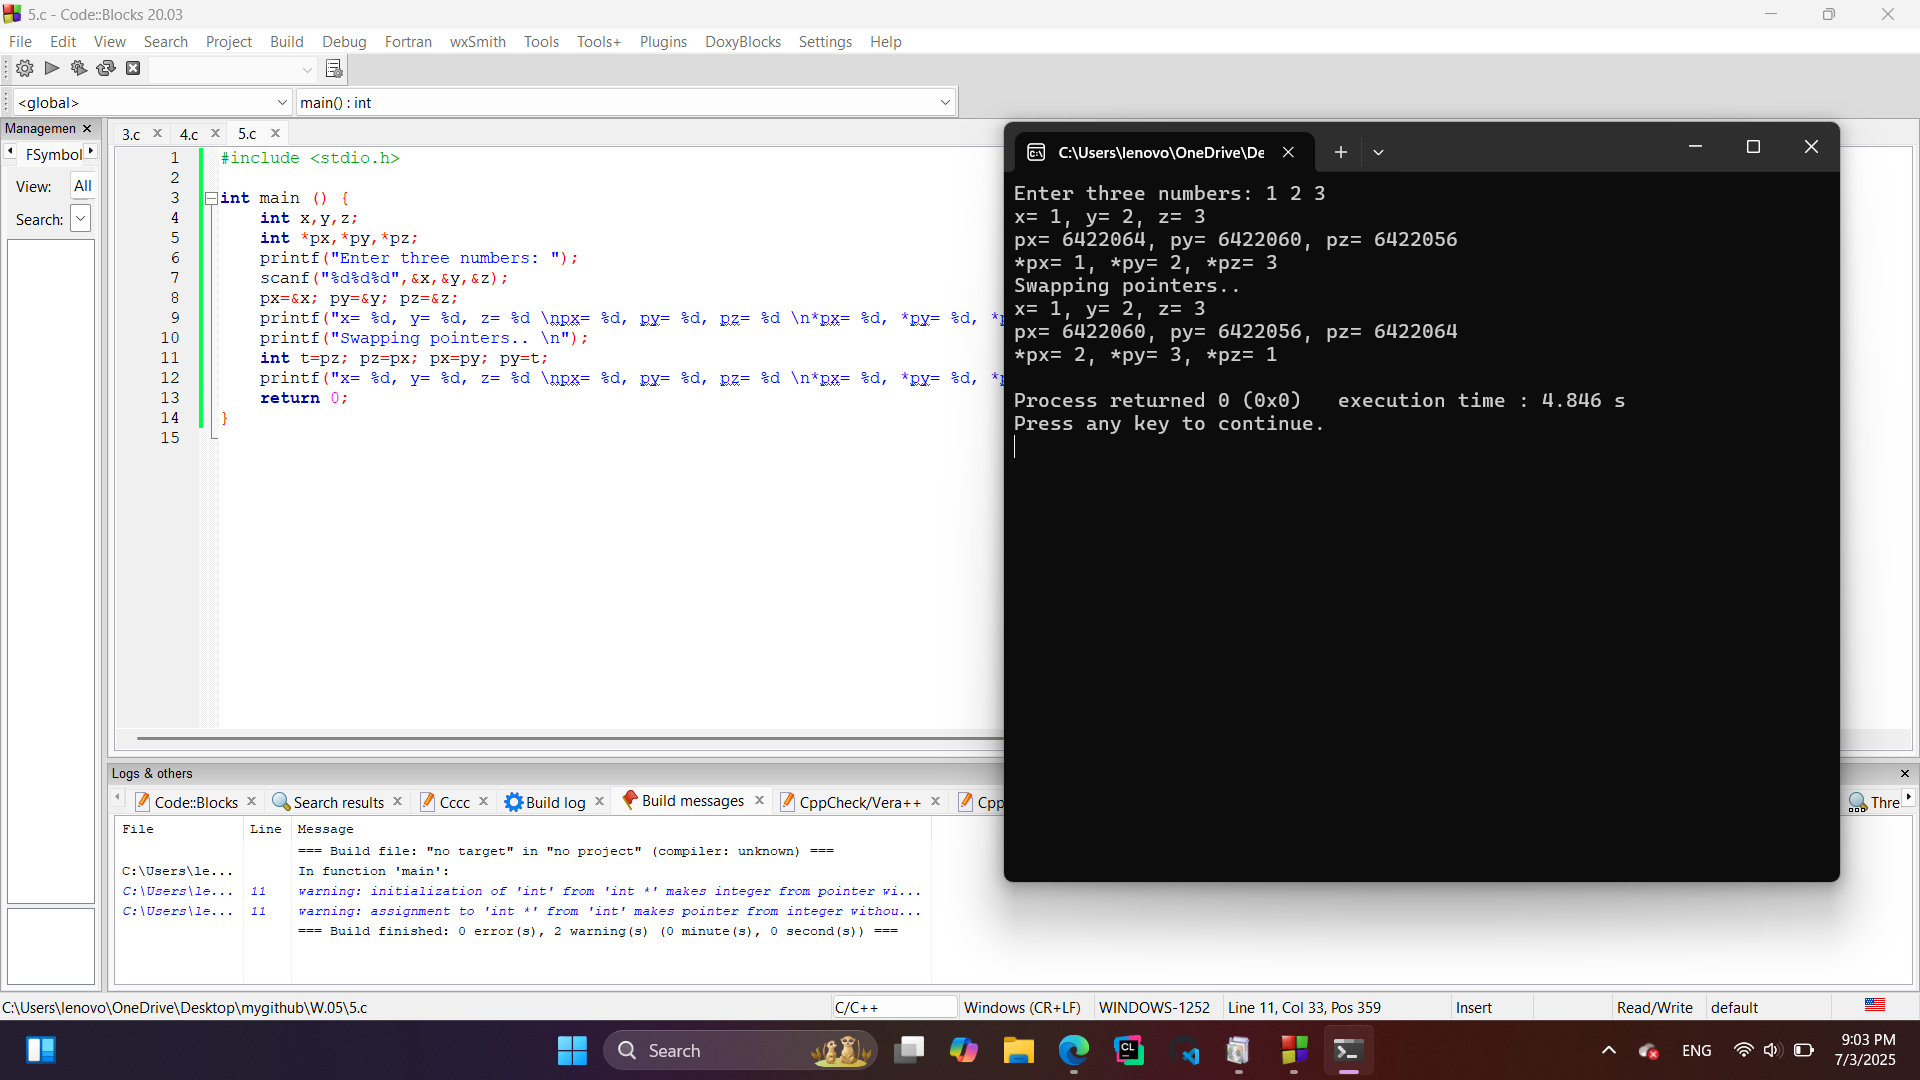 5.c - Code::Blocks 20.03
File Edit View Search Project Build Debug Fortran wxSmith Tools Tools+ Plugins DoxyBlocks Settings Help
<global>
main() : int
Managemen
FSymbol
View: All
Search:
3.c
4.c
5.c
1 #include <stdio.h>
2
3 int main () {
4 int x,y,z;
5 int *px,*py,*pz;
6 printf("Enter three numbers: ");
7 scanf("%d%d%d",&x,&y,&z);
8 px=&x; py=&y; pz=&z;
9 printf("x= %d, y= %d, z= %d \npx= %d, py= %d, pz= %d \n*px= %d, *py= %d, *p
10 printf("Swapping pointers.. \n");
11 int t=pz; pz=px; px=py; py=t;
12 printf("x= %d, y= %d, z= %d \npx= %d, py= %d, pz= %d \n*px= %d, *py= %d, *p
13 return 0;
14 }
15
C:\Users\lenovo\OneDrive\De
Enter three numbers: 1 2 3
x= 1, y= 2, z= 3
px= 6422064, py= 6422060, pz= 6422056
*px= 1, *py= 2, *pz= 3
Swapping pointers..
x= 1, y= 2, z= 3
px= 6422060, py= 6422056, pz= 6422064
*px= 2, *py= 3, *pz= 1
Process returned 0 (0x0) execution time : 4.846 s
Press any key to continue.
Logs & others
Code::Blocks
Search results
Cccc
Build log
Build messages
CppCheck/Vera++
Cpp
Thre
File Line Message
=== Build file: "no target" in "no project" (compiler: unknown) ===
C:\Users\le... In function 'main':
C:\Users\le... 11 warning: initialization of 'int' from 'int *' makes integer from pointer wi...
C:\Users\le... 11 warning: assignment to 'int *' from 'int' makes pointer from integer withou...
=== Build finished: 0 error(s), 2 warning(s) (0 minute(s), 0 second(s)) ===
C:\Users\lenovo\OneDrive\Desktop\mygithub\W.05\5.c
C/C++
Windows (CR+LF)
WINDOWS-1252
Line 11, Col 33, Pos 359
Insert
Read/Write
default
Search
CL
ENG
9:03 PM
7/3/2025